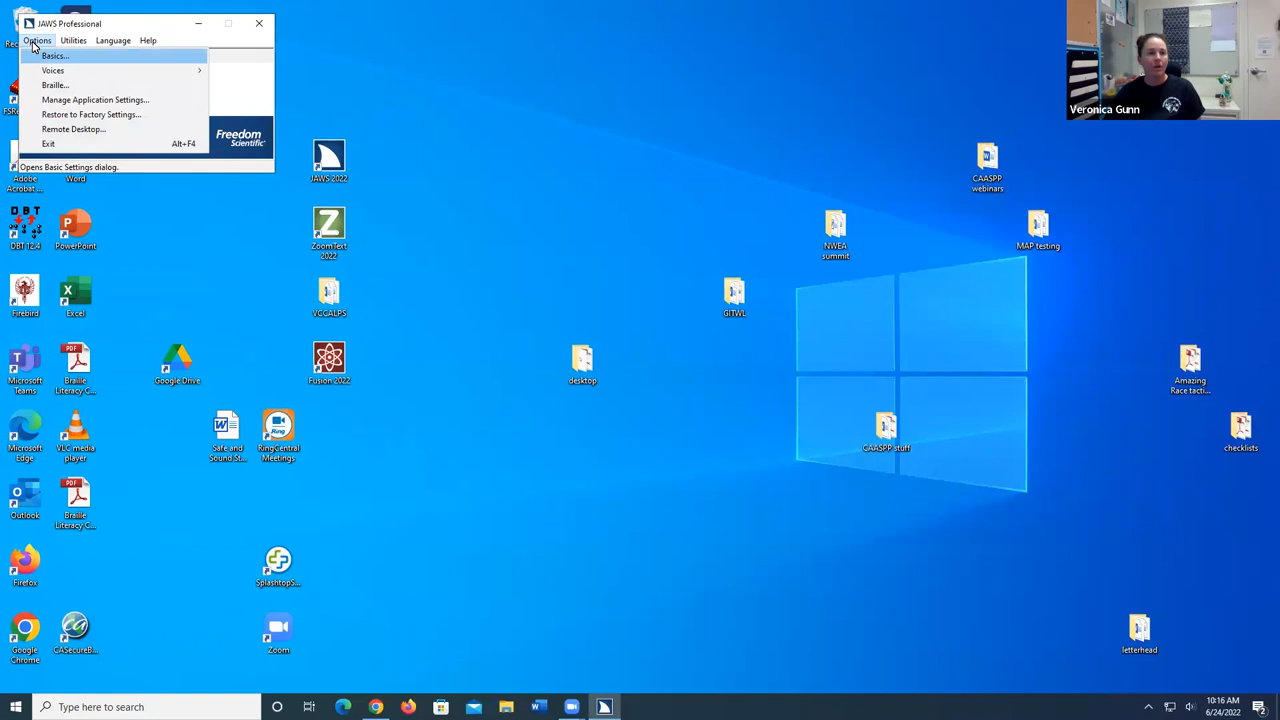 JAWS Professional
Options Utilities Language Help
Basics...
Voices
Braille...
Manage Application Settings...
Restore to Factory Settings...
Remote Desktop...
Exit Alt+F4
Freedom
Scientific
Opens Basic Settings dialog.
Veronica Gunn
Adobe
Acrobat ...
Word
JAWS 2022
CAASPP
webinars
DBT
DBT 12.4
PowerPoint
ZoomText
2022
NWEA
summit
MAP testing
Firebird
Excel
VCCALPS
GITWL
Microsoft
Teams
PDF
Braille
Literacy C...
Google Drive
Fusion 2022
desktop
Amazing
Race tacti...
Microsoft
Edge
VLC media
player
Safe and
Sound St...
Ring
RingCentral
Meetings
CAASPP stuff
checklists
Outlook
PDF
Braille
Literacy C...
Firefox
SplashtopS...
Google
Chrome
CASecureB...
Zoom
letterhead
Type here to search
10:16 AM
6/24/2022
2